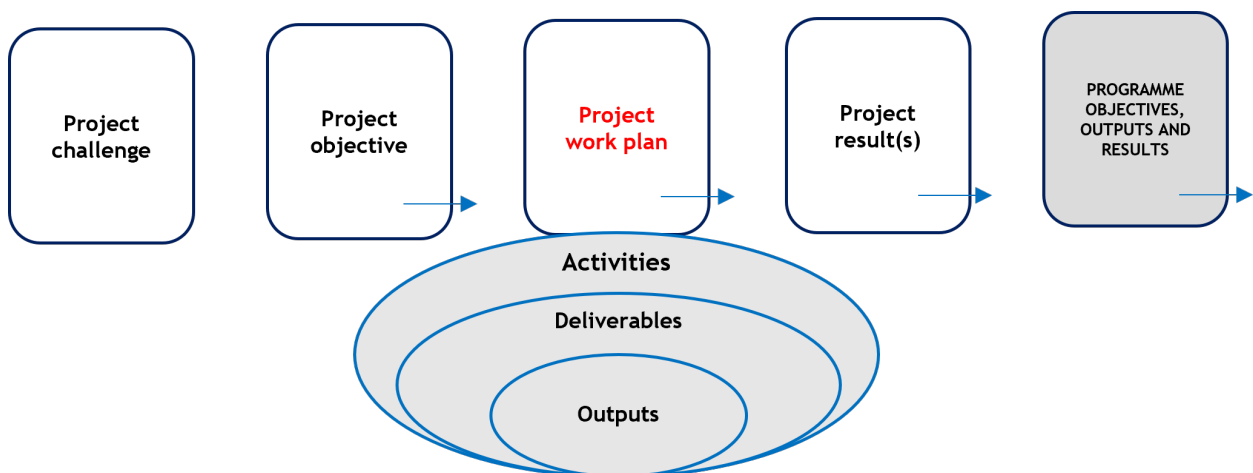 Project
challenge
Project
objective
Project
work plan
Project
result(s)
PROGRAMME
OBJECTIVES,
OUTPUTS AND
RESULTS
Activities
Deliverables
Outputs